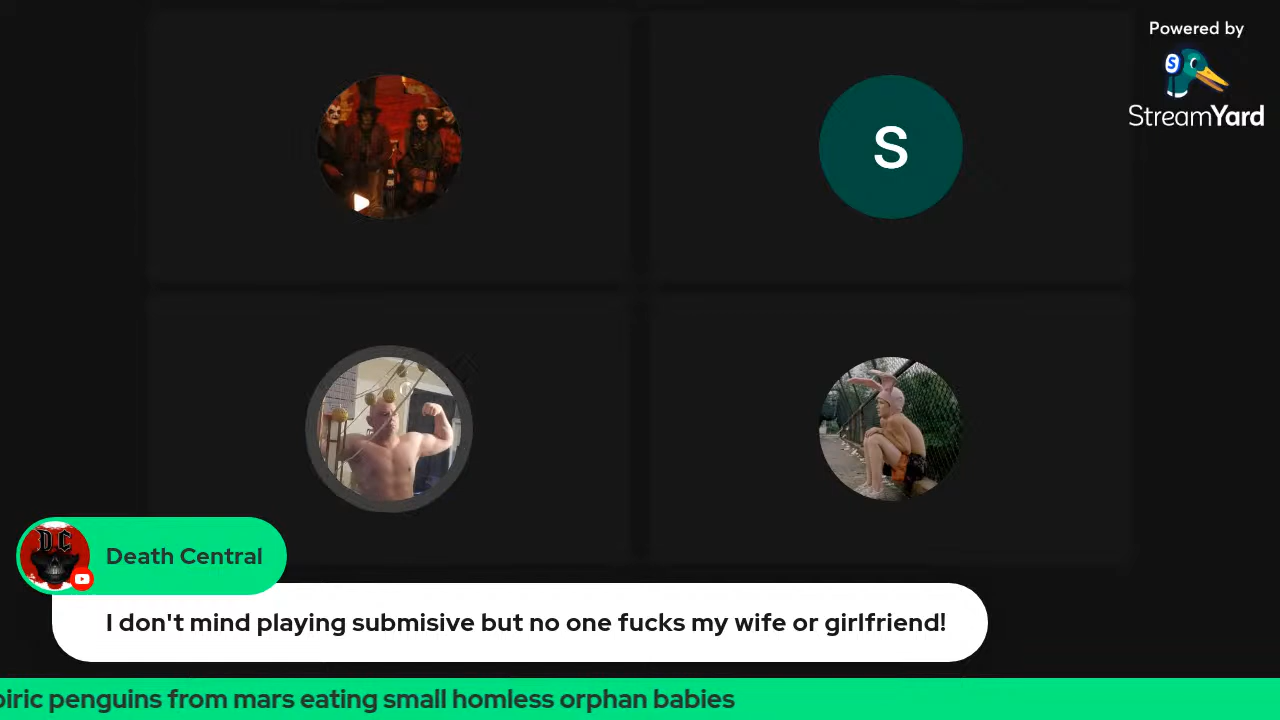 Powered by
S
StreamYard
S
DC
Death Central
I don't mind playing submisive but no one fucks my wife or girlfriend!
piric penguins from mars eating small homless orphan babies